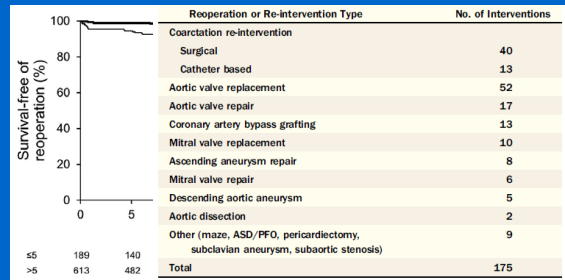 Survival-free of
reoperation (%)
100
80
60
40
20
0
0 5
≤5 189 140
>5 613 482
Reoperation or Re-intervention Type No. of Interventions
Coarctation re-intervention
Surgical 40
Catheter based 13
Aortic valve replacement 52
Aortic valve repair 17
Coronary artery bypass grafting 13
Mitral valve replacement 10
Ascending aneurysm repair 8
Mitral valve repair 6
Descending aortic aneurysm 5
Aortic dissection 2
Other (maze, ASD/PFO, pericardiectomy, 9
subclavian aneurysm, subaortic stenosis)
Total 175